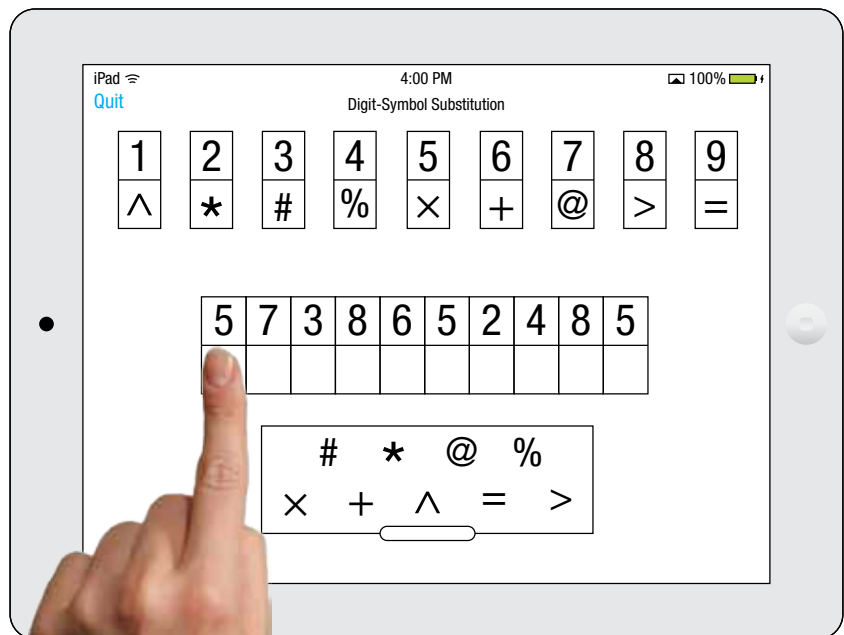 iPad 4:00 PM 100%
Quit Digit-Symbol Substitution
1 2 3 4 5 6 7 8 9
^ * # % × + @ > =
5 7 3 8 6 5 2 4 8 5
# * @ %
× + ^ = >